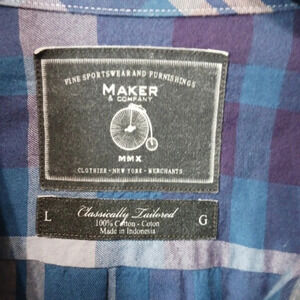 FINE SPORTSWEAR AND FURNISHINGS
MAKER
& COMPANY
MMX
CLOTHIER - NEW YORK - MERCHANTS
L
Classically Tailored
100% Cotton - Coton
Made in Indonesia
G